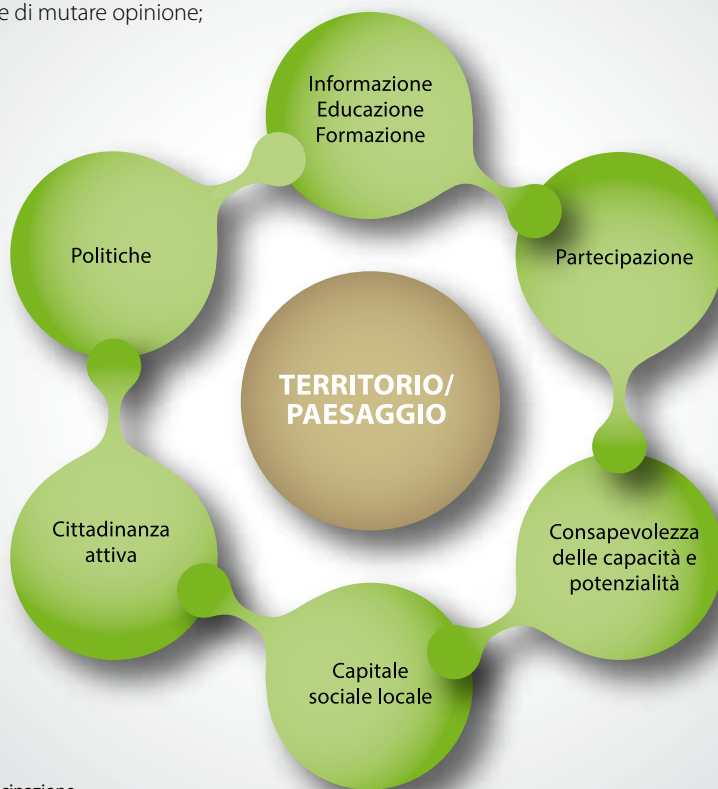 e di mutare opinione;
Informazione
Educazione
Formazione
Politiche
Partecipazione
TERRITORIO/
PAESAGGIO
Cittadinanza
attiva
Consapevolezza
delle capacità e
potenzialità
Capitale
sociale locale